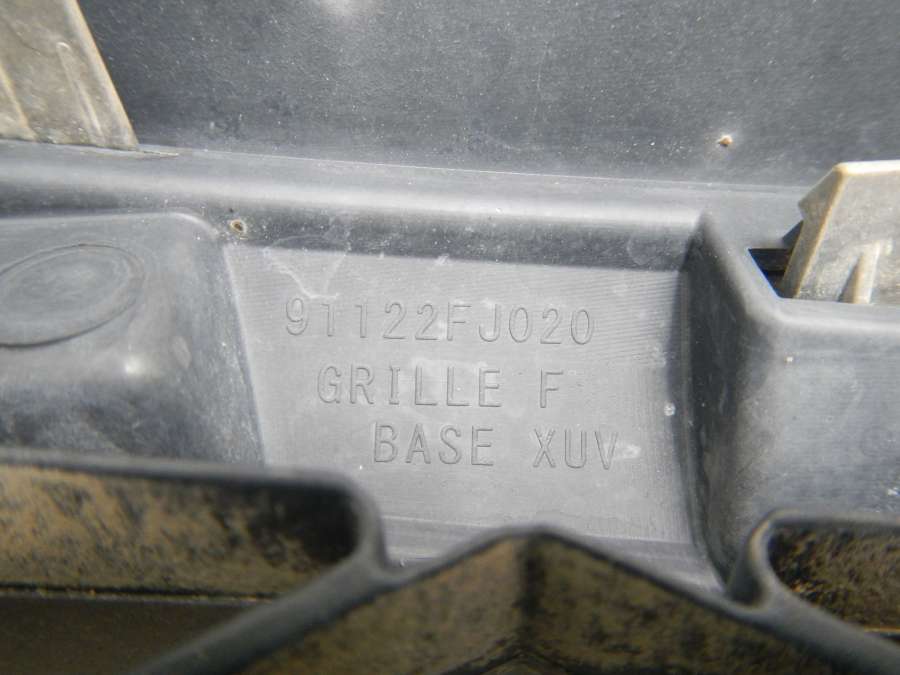 91122FJ020
GRILLE F
BASE XUV